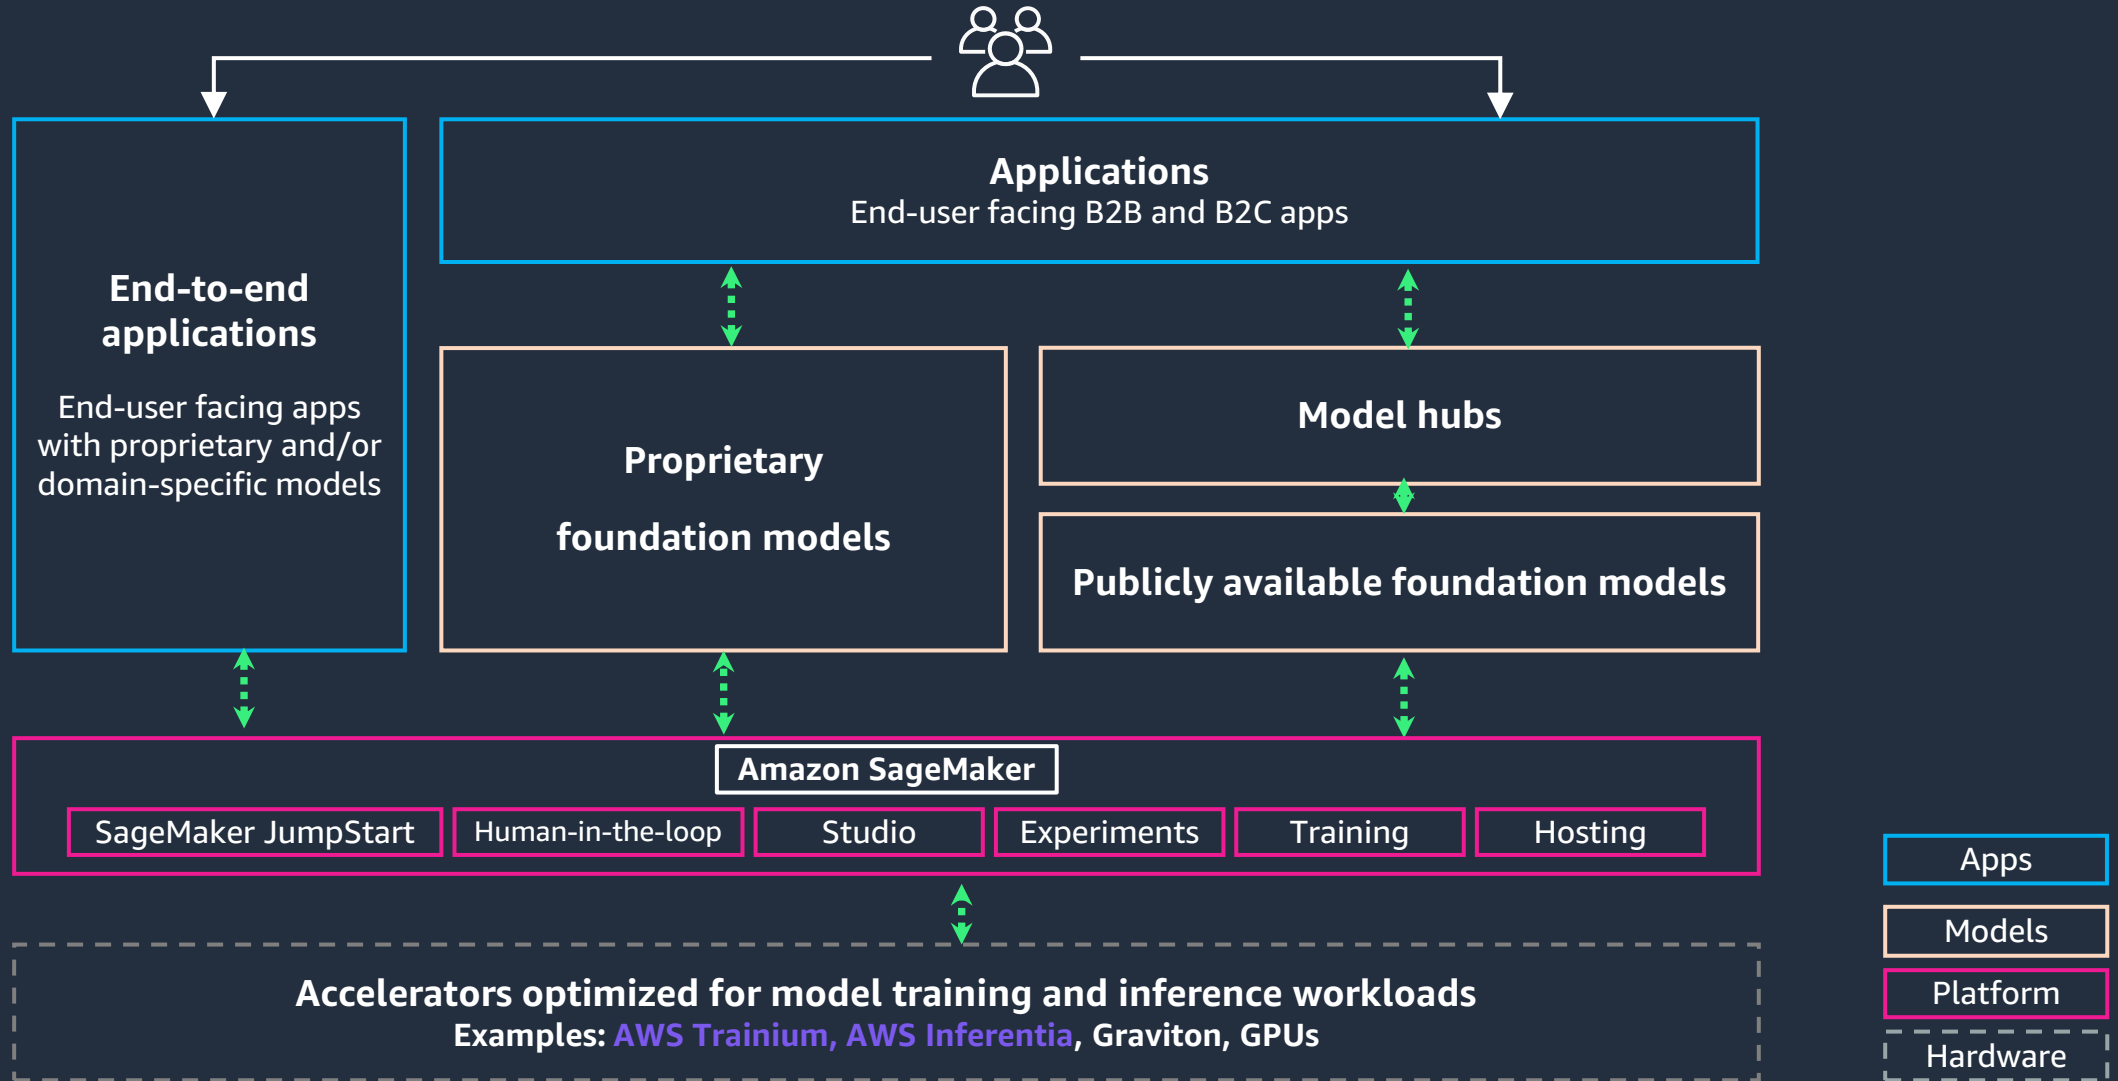 Applications
End-user facing B2B and B2C apps
End-to-end
applications
End-user facing apps
with proprietary and/or
domain-specific models
Proprietary
foundation models
Model hubs
Publicly available foundation models
Amazon SageMaker
SageMaker JumpStart
Human-in-the-loop
Studio
Experiments
Training
Hosting
Accelerators optimized for model training and inference workloads
Examples: AWS Trainium, AWS Inferentia, Graviton, GPUs
Apps
Models
Platform
Hardware